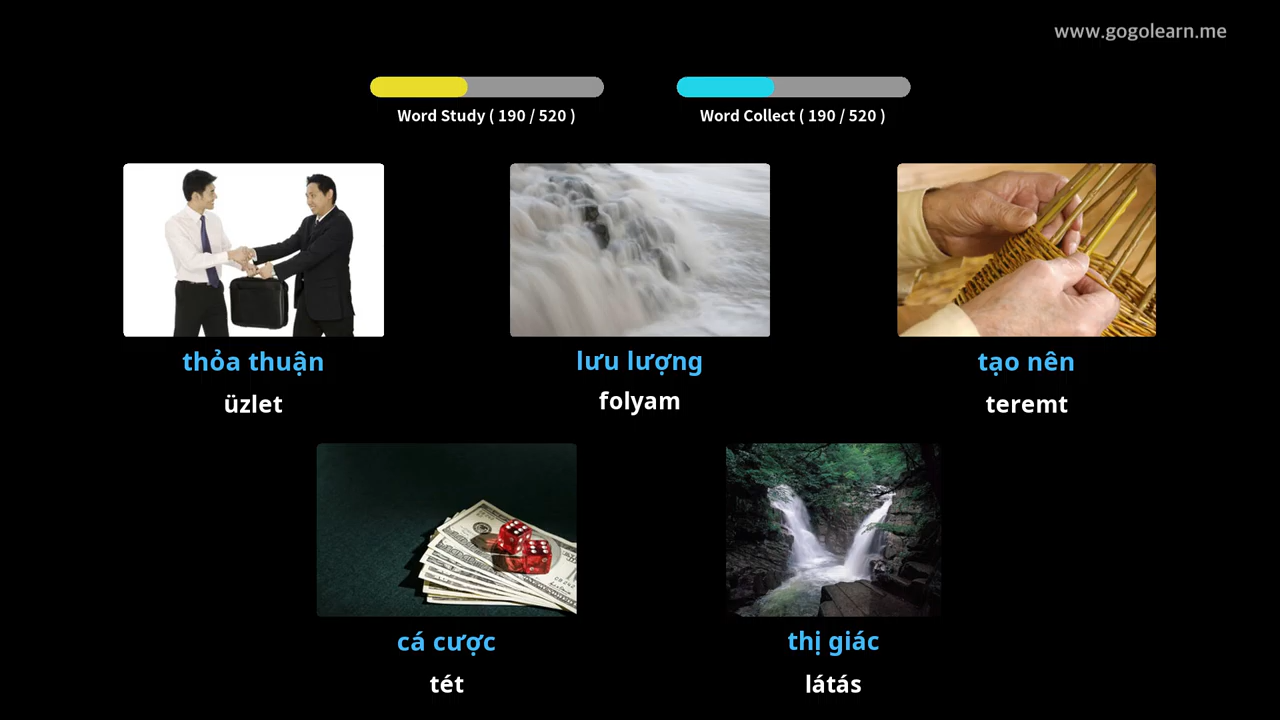 www.gogolearn.me
Word Study ( 190 / 520 )
Word Collect ( 190 / 520 )
thỏa thuận
üzlet
lưu lượng
folyam
tạo nên
teremt
cá cược
tét
thị giác
látás